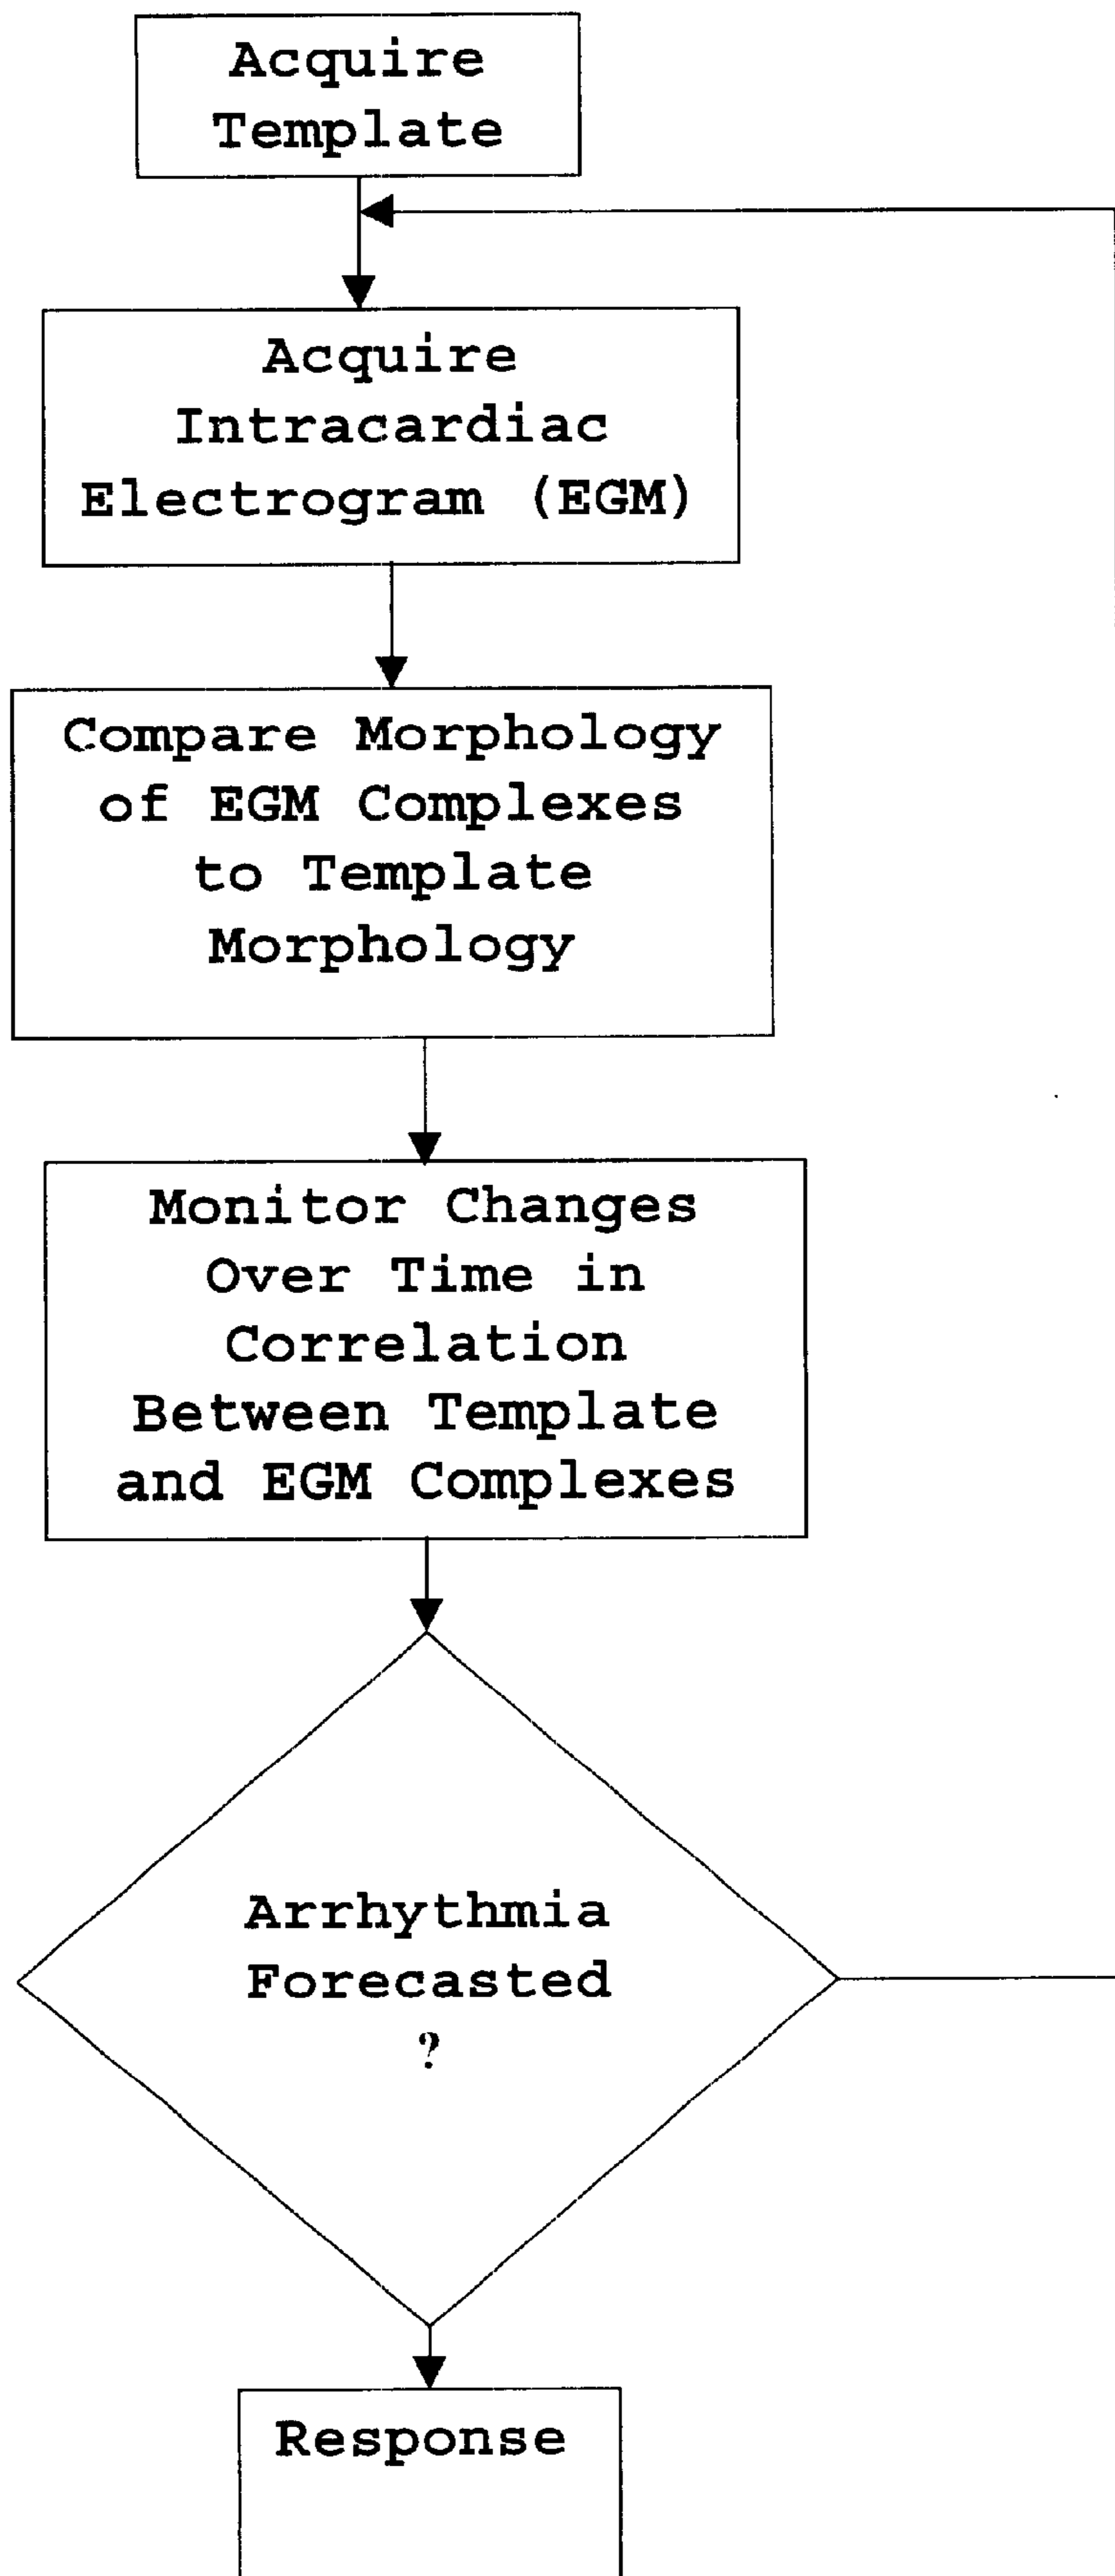 Acquire
Template
Acquire
Intracardiac
Electrogram (EGM)
Compare Morphology
of EGM Complexes
to Template
Morphology
Monitor Changes
Over Time in
Correlation
Between Template
and EGM Complexes
Arrhythmia
Forecasted
?
Response